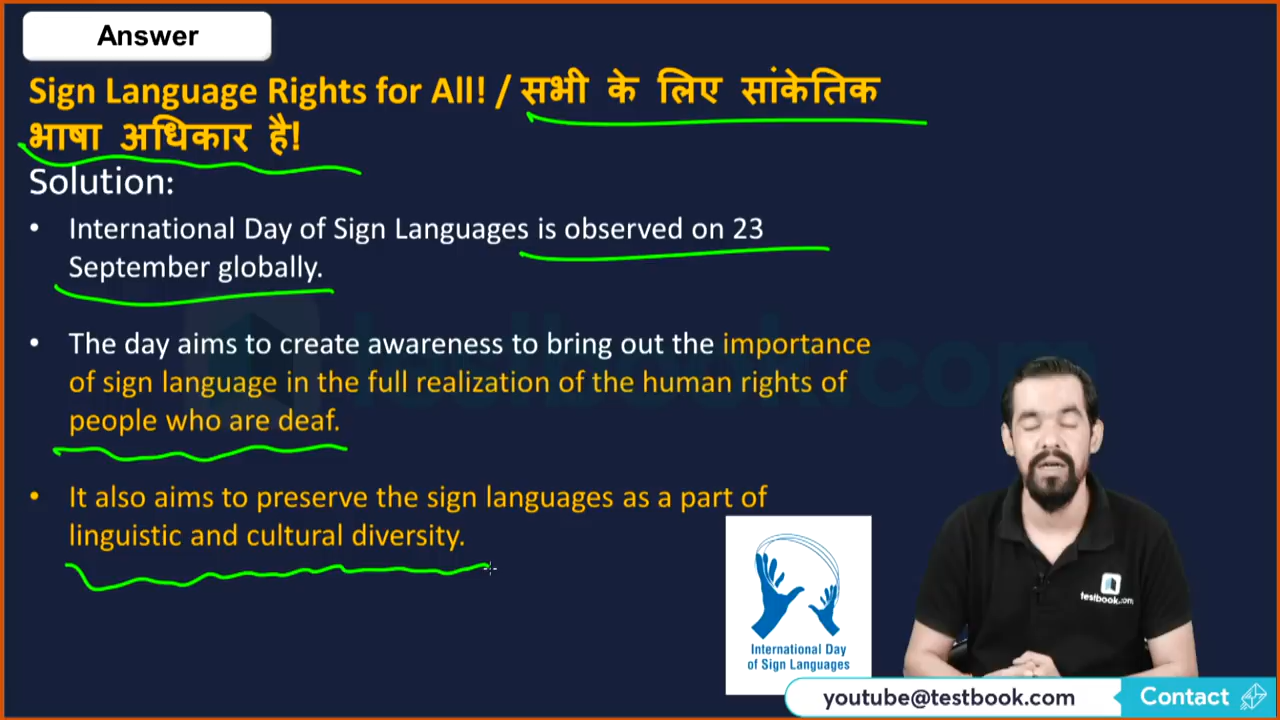 Answer
Sign Language Rights for All! / सभी के लिए सांकेतिक
भाषा अधिकार है!
Solution:
• International Day of Sign Languages is observed on 23
September globally.
• The day aims to create awareness to bring out the importance
of sign language in the full realization of the human rights of
people who are deaf.
• It also aims to preserve the sign languages as a part of
linguistic and cultural diversity.
testbook.com
International Day
of Sign Languages
testbook.com
youtube@testbook.com
Contact